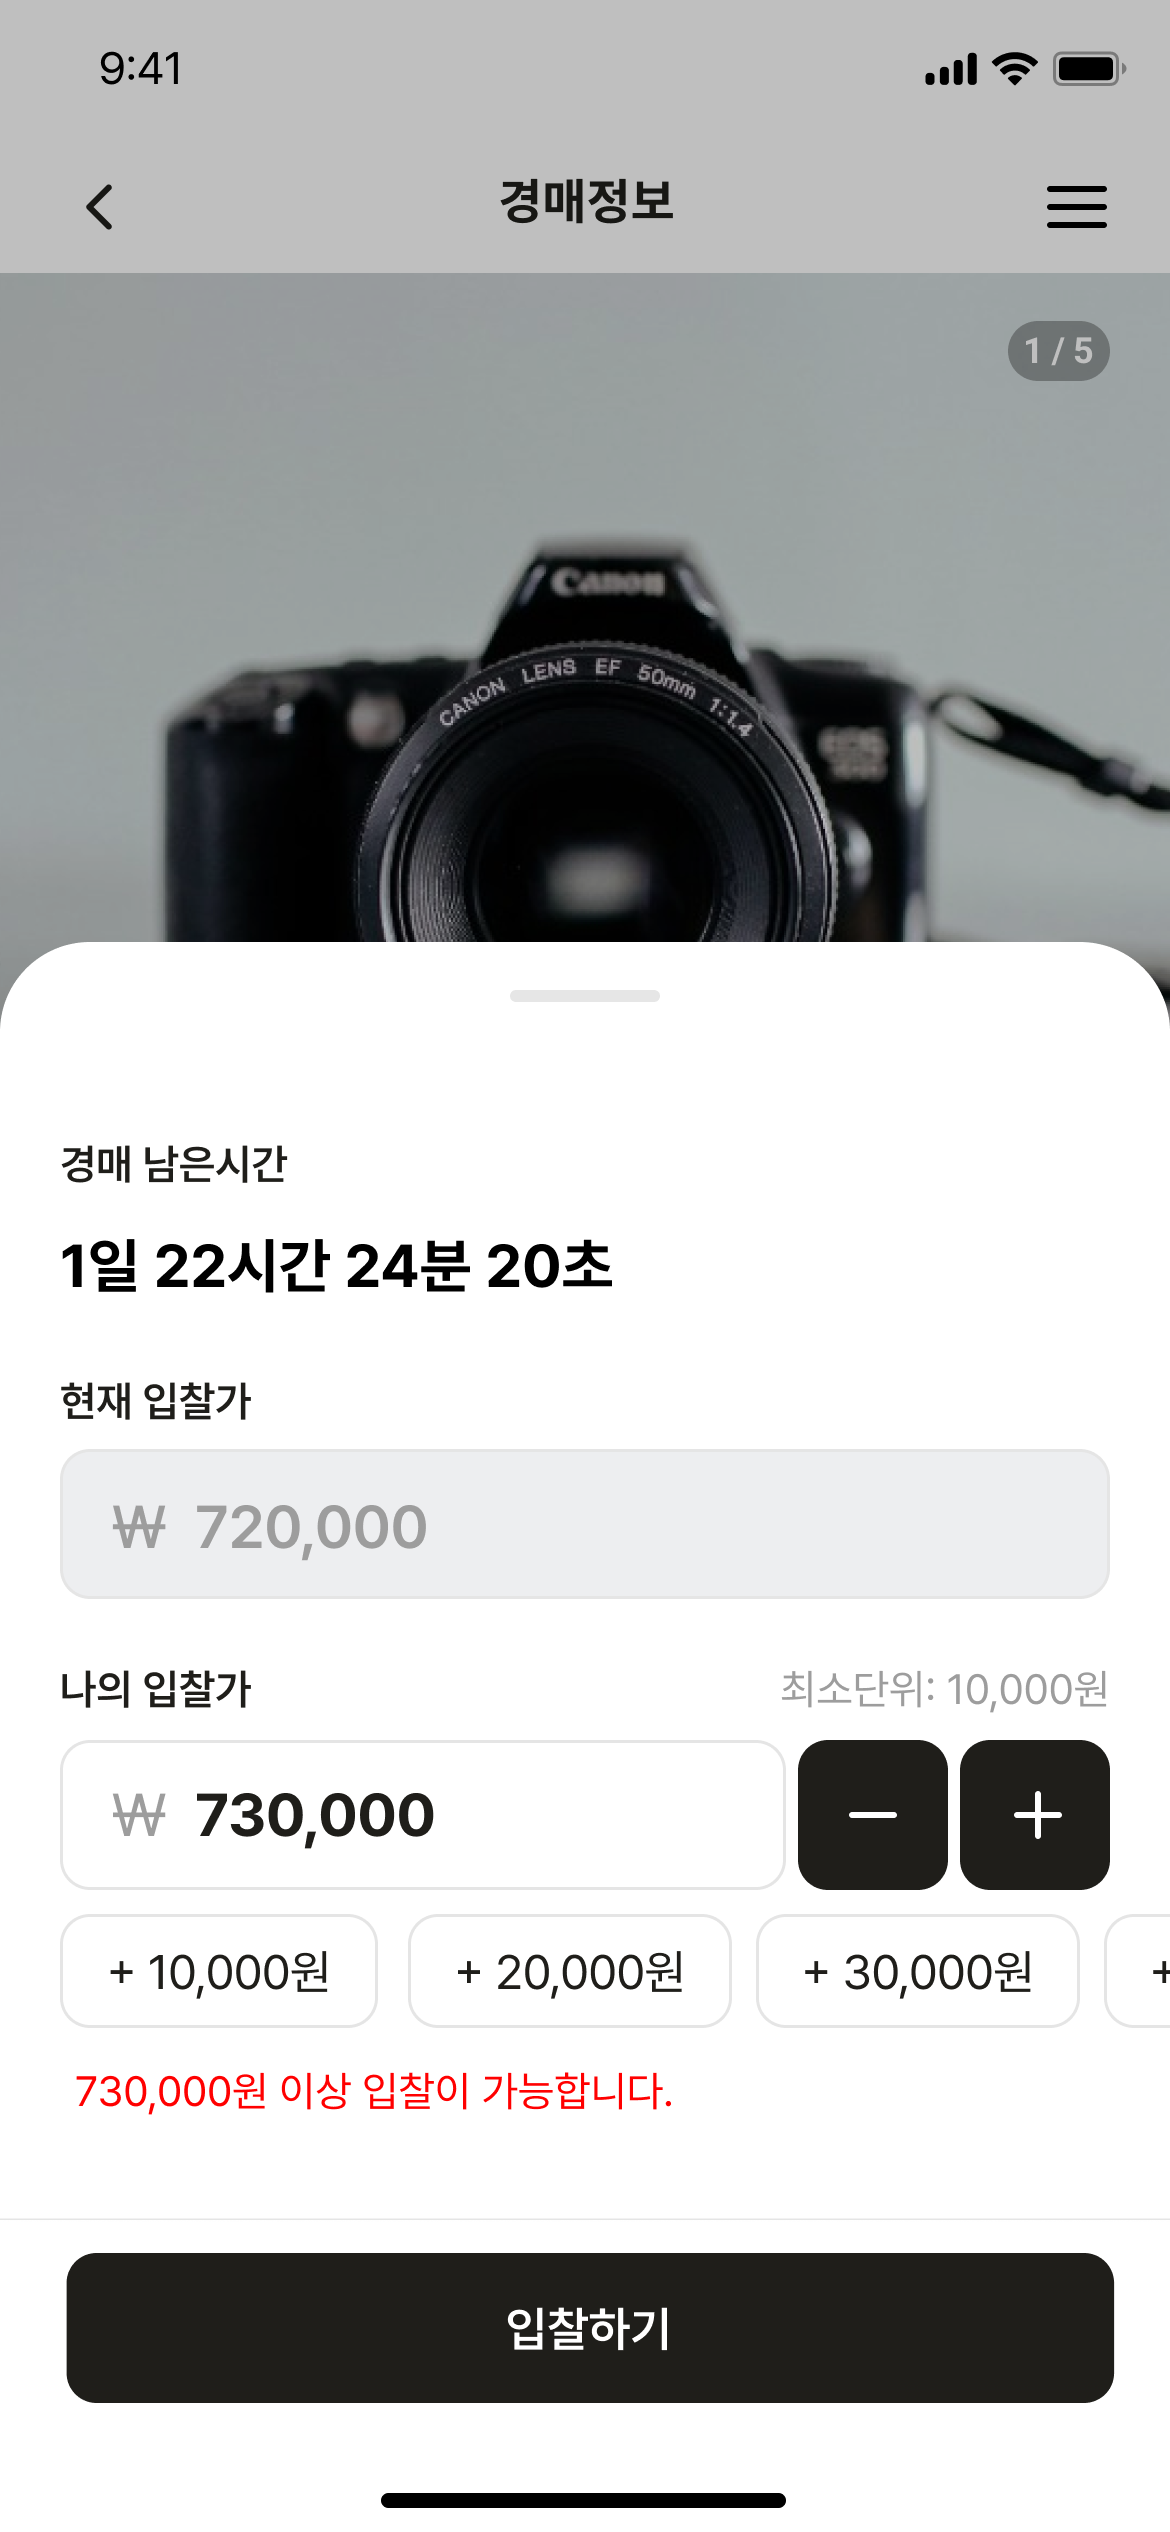 9:41
경매정보
1 / 5
Canon
CANON LENS EF 50mm 1:1.4
EOS
경매 남은시간
1일 22시간 24분 20초
현재 입찰가
₩ 720,000
나의 입찰가 최소단위: 10,000원
₩ 730,000
+ 10,000원 + 20,000원 + 30,000원 +
730,000원 이상 입찰이 가능합니다.
입찰하기